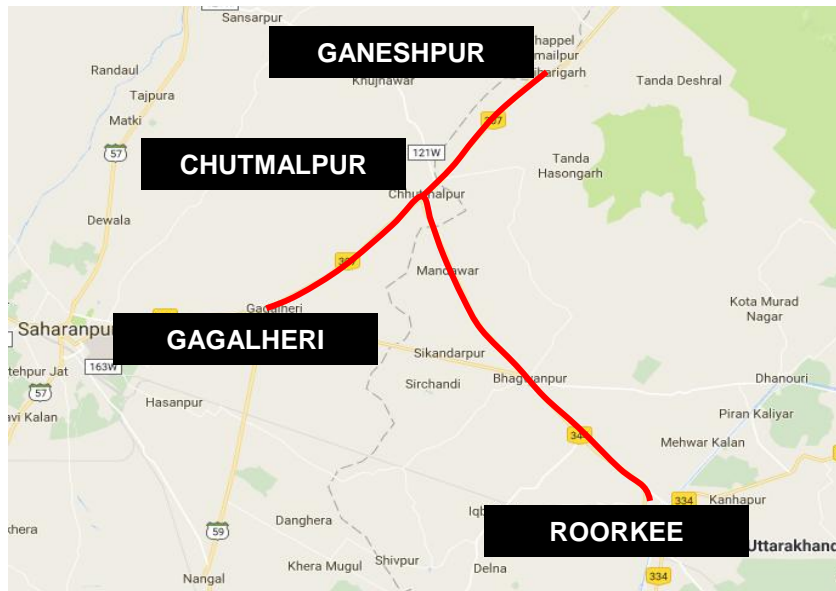 Sansarpur
GANESHPUR
Randaul
Khujnawar
Tanda Deshral
Tajpura
Matki
57
121W
CHUTMALPUR
Tanda
Hasongarh
Dewala
Mandawar
Kota Murad
Nagar
Saharanpu
GAGALHERI
163W
Sikandarpur
Sirchandi
Bhagwanpur
Dhanouri
57
Hasanpur
Piran Kaliyar
Mehwar Kalan
334
Kanhapur
ROORKEE
59
Danghera
Khera Mugul
Shivpur
Delna
Nangal
334